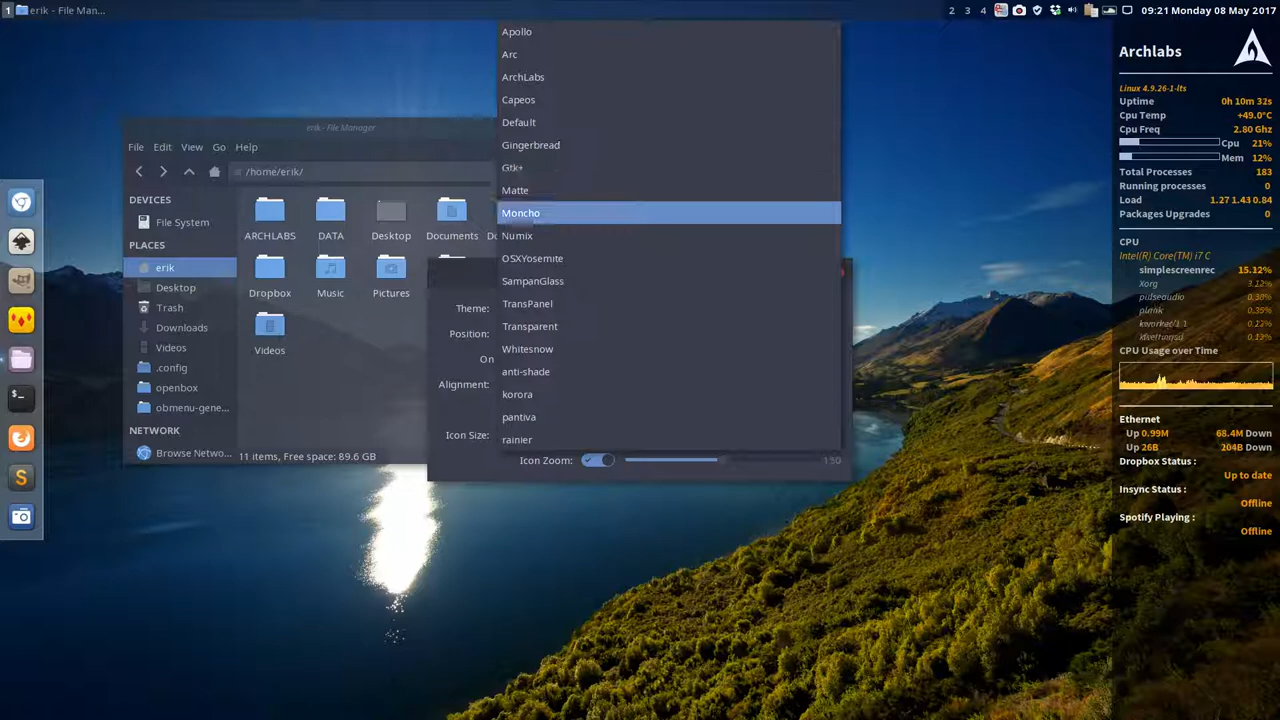 1 erik - File Man...
2 3 4 09:21 Monday 08 May 2017
erik - File Manager
File Edit View Go Help
/home/erik/
DEVICES
File System
PLACES
erik
Desktop
Trash
Downloads
Videos
.config
openbox
obmenu-gene...
NETWORK
Browse Netwo...
ARCHLABS DATA Desktop Documents
Dropbox Music Pictures
Videos
11 items, Free space: 89.6 GB
Apollo
Arc
ArchLabs
Capeos
Default
Gingerbread
Gtk+
Matte
Moncho
Numix
OSXYosemite
SampanGlass
TransPanel
Transparent
Whitesnow
anti-shade
korora
pantiva
rainier
Theme:
Position:
On
Alignment:
Icon Size:
Icon Zoom: 150
Archlabs
Linux 4.9.26-1-lts
Uptime 0h 10m 32s
Cpu Temp +49.0°C
Cpu Freq 2.80 Ghz
Cpu 21%
Mem 12%
Total Processes 183
Running processes 0
Load 1.27 1.43 0.84
Packages Upgrades 0
CPU
Intel(R) Core(TM) i7 C
simplescreenrec 15.12%
Xorg 3.12%
pulseaudio 0.38%
plank 0.35%
CPU Usage over Time
Ethernet
Up 0.99M 68.4M Down
Up 26B 204B Down
Dropbox Status :
Up to date
Insync Status :
Offline
Spotify Playing :
Offline